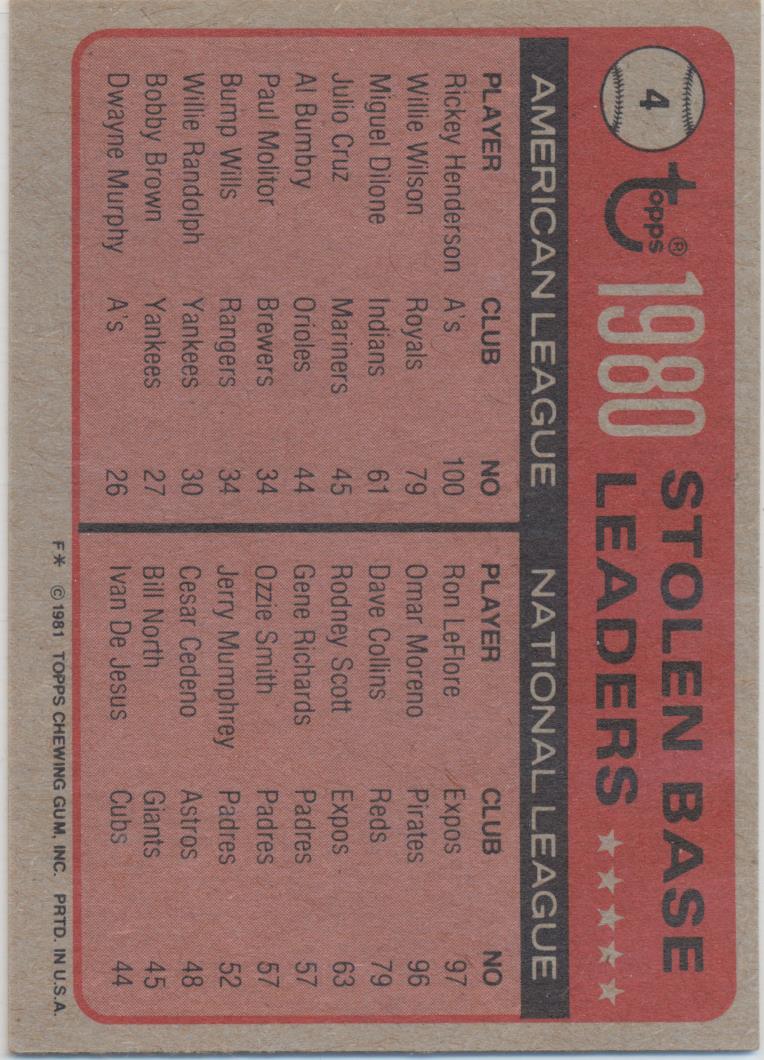 4 Topps® 1980 STOLEN BASE
LEADERS
AMERICAN LEAGUE
PLAYER CLUB NO
Rickey Henderson A's 100
Willie Wilson Royals 79
Miguel Dilone Indians 61
Julio Cruz Mariners 45
Al Bumbry Orioles 44
Paul Molitor Brewers 34
Bump Wills Rangers 34
Willie Randolph Yankees 30
Bobby Brown Yankees 27
Dwayne Murphy A's 26
NATIONAL LEAGUE
PLAYER CLUB NO
Ron LeFlore Expos 97
Omar Moreno Pirates 96
Dave Collins Reds 79
Rodney Scott Expos 63
Gene Richards Padres 57
Ozzie Smith Padres 57
Jerry Mumphrey Padres 52
Cesar Cedeno Astros 48
Bill North Giants 45
Ivan De Jesus Cubs 44
F* ©1981 TOPPS CHEWING GUM, INC. PRTD. IN U.S.A.